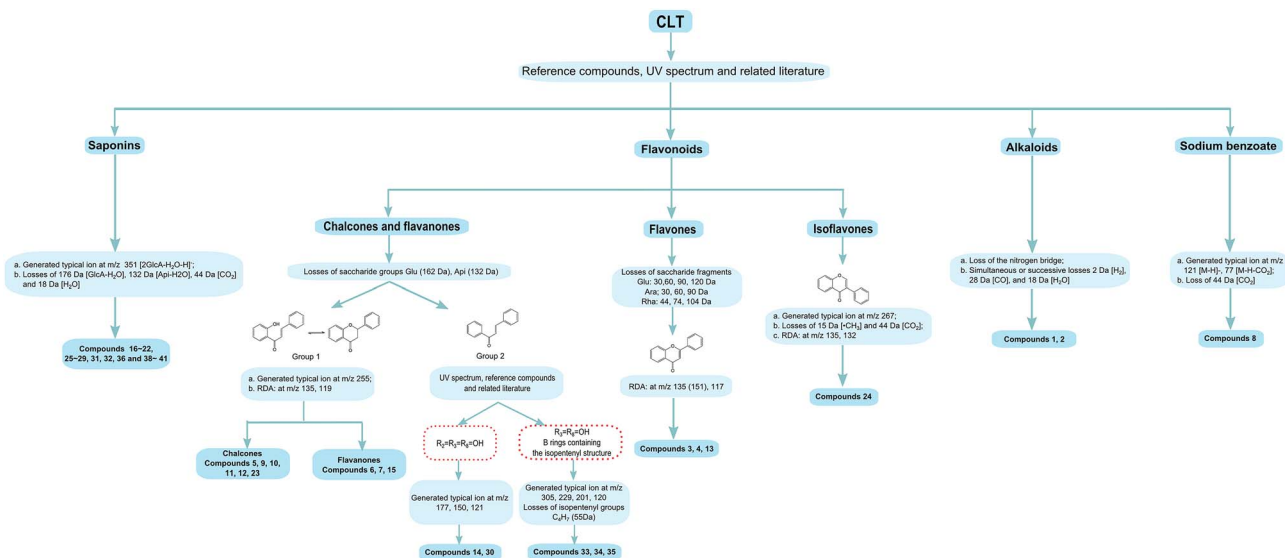 CLT
Reference compounds, UV spectrum and related literature
Saponins
Flavonoids
Alkaloids
Sodium benzoate
Chalcones and flavanones
Flavones
Isoflavones
a. Generated typical ion at m/z 351 [2GlcA-H₂O-H]⁻;
b. Losses of 176 Da [GlcA-H₂O], 132 Da [Api-H2O], 44 Da [CO₂]
and 18 Da [H₂O]
Compounds 16~22,
25~29, 31, 32, 36 and 38~ 41
Losses of saccharide groups Glu (162 Da), Api (132 Da)
OH
O
O
O
Group 1
O
Group 2
a. Generated typical ion at m/z 255;
b. RDA: at m/z 135, 119
Chalcones
Compounds 5, 9, 10,
11, 12, 23
Flavanones
Compounds 6, 7, 15
UV spectrum, reference compounds
and related literature
R₂=R₃=R₆=OH
R₃=R₆=OH
B rings containing
the isopentenyl structure
Generated typical ion at m/z
177, 150, 121
Generated typical ion at m/z
305, 229, 201, 120
Losses of isopentenyl groups
C₄H₇ (55Da)
Compounds 14, 30
Compounds 33, 34, 35
Losses of saccharide fragments
Glu: 30,60, 90, 120 Da
Ara: 30, 60, 90 Da
Rha: 44, 74, 104 Da
O
O
RDA: at m/z 135 (151), 117
Compounds 3, 4, 13
O
O
a. Generated typical ion at m/z 267;
b. Losses of 15 Da [•CH₃] and 44 Da [CO₂];
c. RDA: at m/z 135, 132
Compounds 24
a. Loss of the nitrogen bridge;
b. Simultaneous or successive losses 2 Da [H₂],
28 Da [CO], and 18 Da [H₂O]
Compounds 1, 2
a. Generated typical ion at m/z
121 [M-H]-, 77 [M-H-CO₂];
b. Loss of 44 Da [CO₂]
Compounds 8